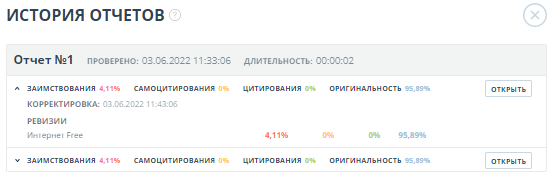 ИСТОРИЯ ОТЧЕТОВ ?
Отчет №1 ПРОВЕРЕНО: 03.06.2022 11:33:06 ДЛИТЕЛЬНОСТЬ: 00:00:02
ЗАИМСТВОВАНИЯ 4,11% САМОЦИТИРОВАНИЯ 0% ЦИТИРОВАНИЯ 0% ОРИГИНАЛЬНОСТЬ 95,89% ОТКРЫТЬ
КОРРЕКТИРОВКА: 03.06.2022 11:43:06
РЕВИЗИИ
Интернет Free 4,11% 0% 0% 95,89%
ЗАИМСТВОВАНИЯ 4,11% САМОЦИТИРОВАНИЯ 0% ЦИТИРОВАНИЯ 0% ОРИГИНАЛЬНОСТЬ 95,89% ОТКРЫТЬ